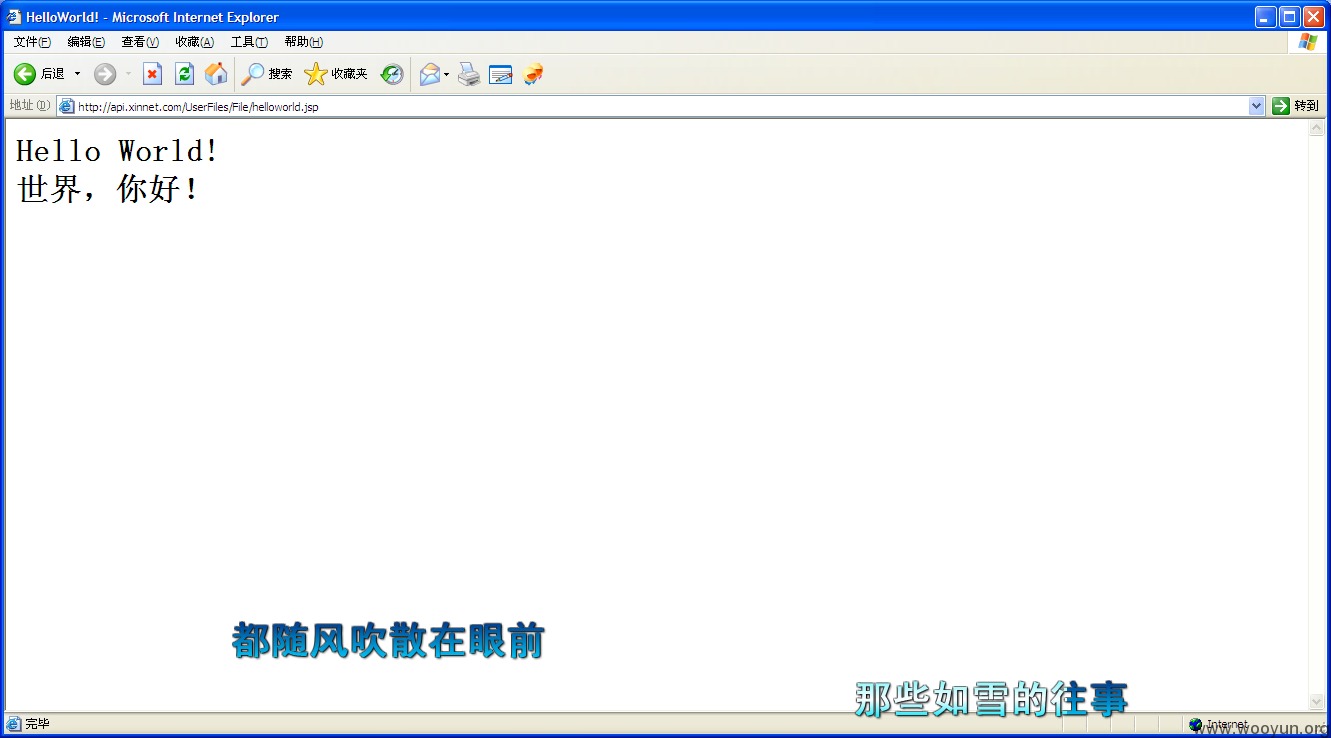 HelloWorld! - Microsoft Internet Explorer
文件(F) 编辑(E) 查看(V) 收藏(A) 工具(T) 帮助(H)
后退 搜索 收藏夹
地址(D) http://api.xinnet.com/UserFiles/File/helloworld.jsp 转到
Hello World!
世界，你好！
都随风吹散在眼前
那些如雪的往事
完毕 Internet
www.wooyun.org